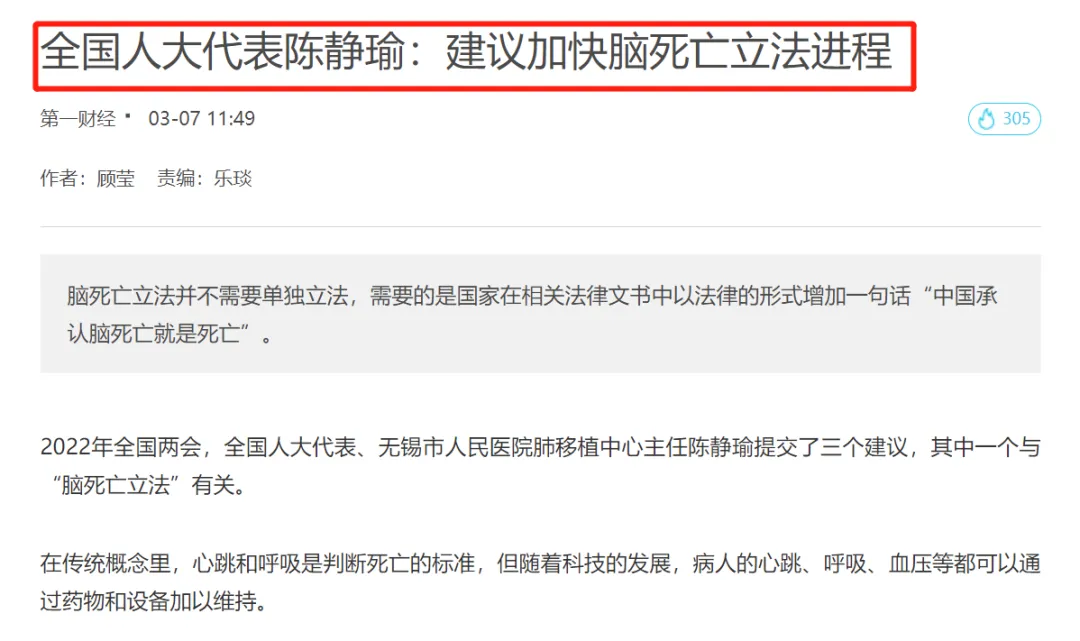 全国人大代表陈静瑜：建议加快脑死亡立法进程
第一财经 · 03-07 11:49
305
作者：顾莹 责编：乐琰
脑死亡立法并不需要单独立法，需要的是国家在相关法律文书中以法律的形式增加一句话“中国承
认脑死亡就是死亡”。
2022年全国两会，全国人大代表、无锡市人民医院肺移植中心主任陈静瑜提交了三个建议，其中一个与
“脑死亡立法”有关。
在传统概念里，心跳和呼吸是判断死亡的标准，但随着科技的发展，病人的心跳、呼吸、血压等都可以通
过药物和设备加以维持。